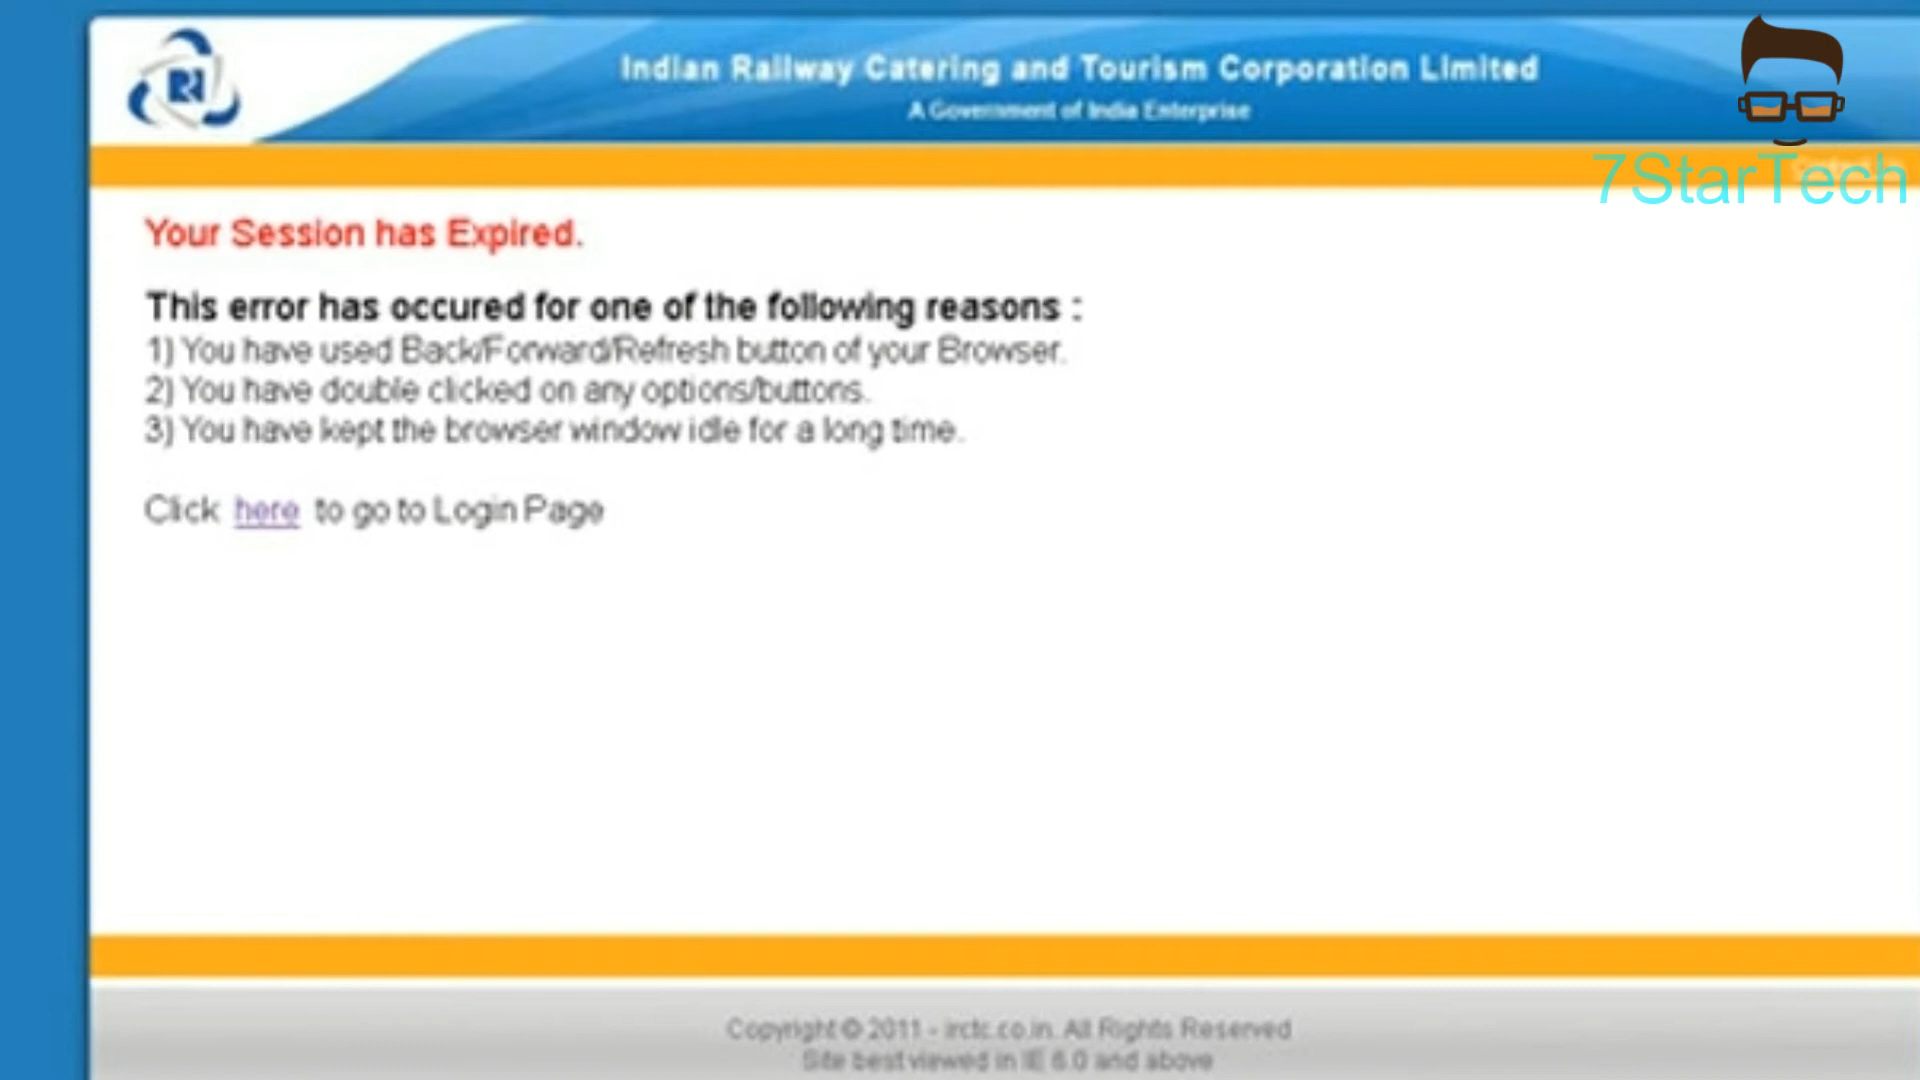 Indian Railway Catering and Tourism Corporation Limited
A Government of India Enterprise
7StarTech
Your Session has Expired.
This error has occured for one of the following reasons :
1) You have used Back/Forward/Refresh button of your Browser.
2) You have double clicked on any options/buttons.
3) You have kept the browser window idle for a long time.
Click here to go to Login Page
Copyright © 2011 - irctc.co.in. All Rights Reserved
Site best viewed in IE 6.0 and above